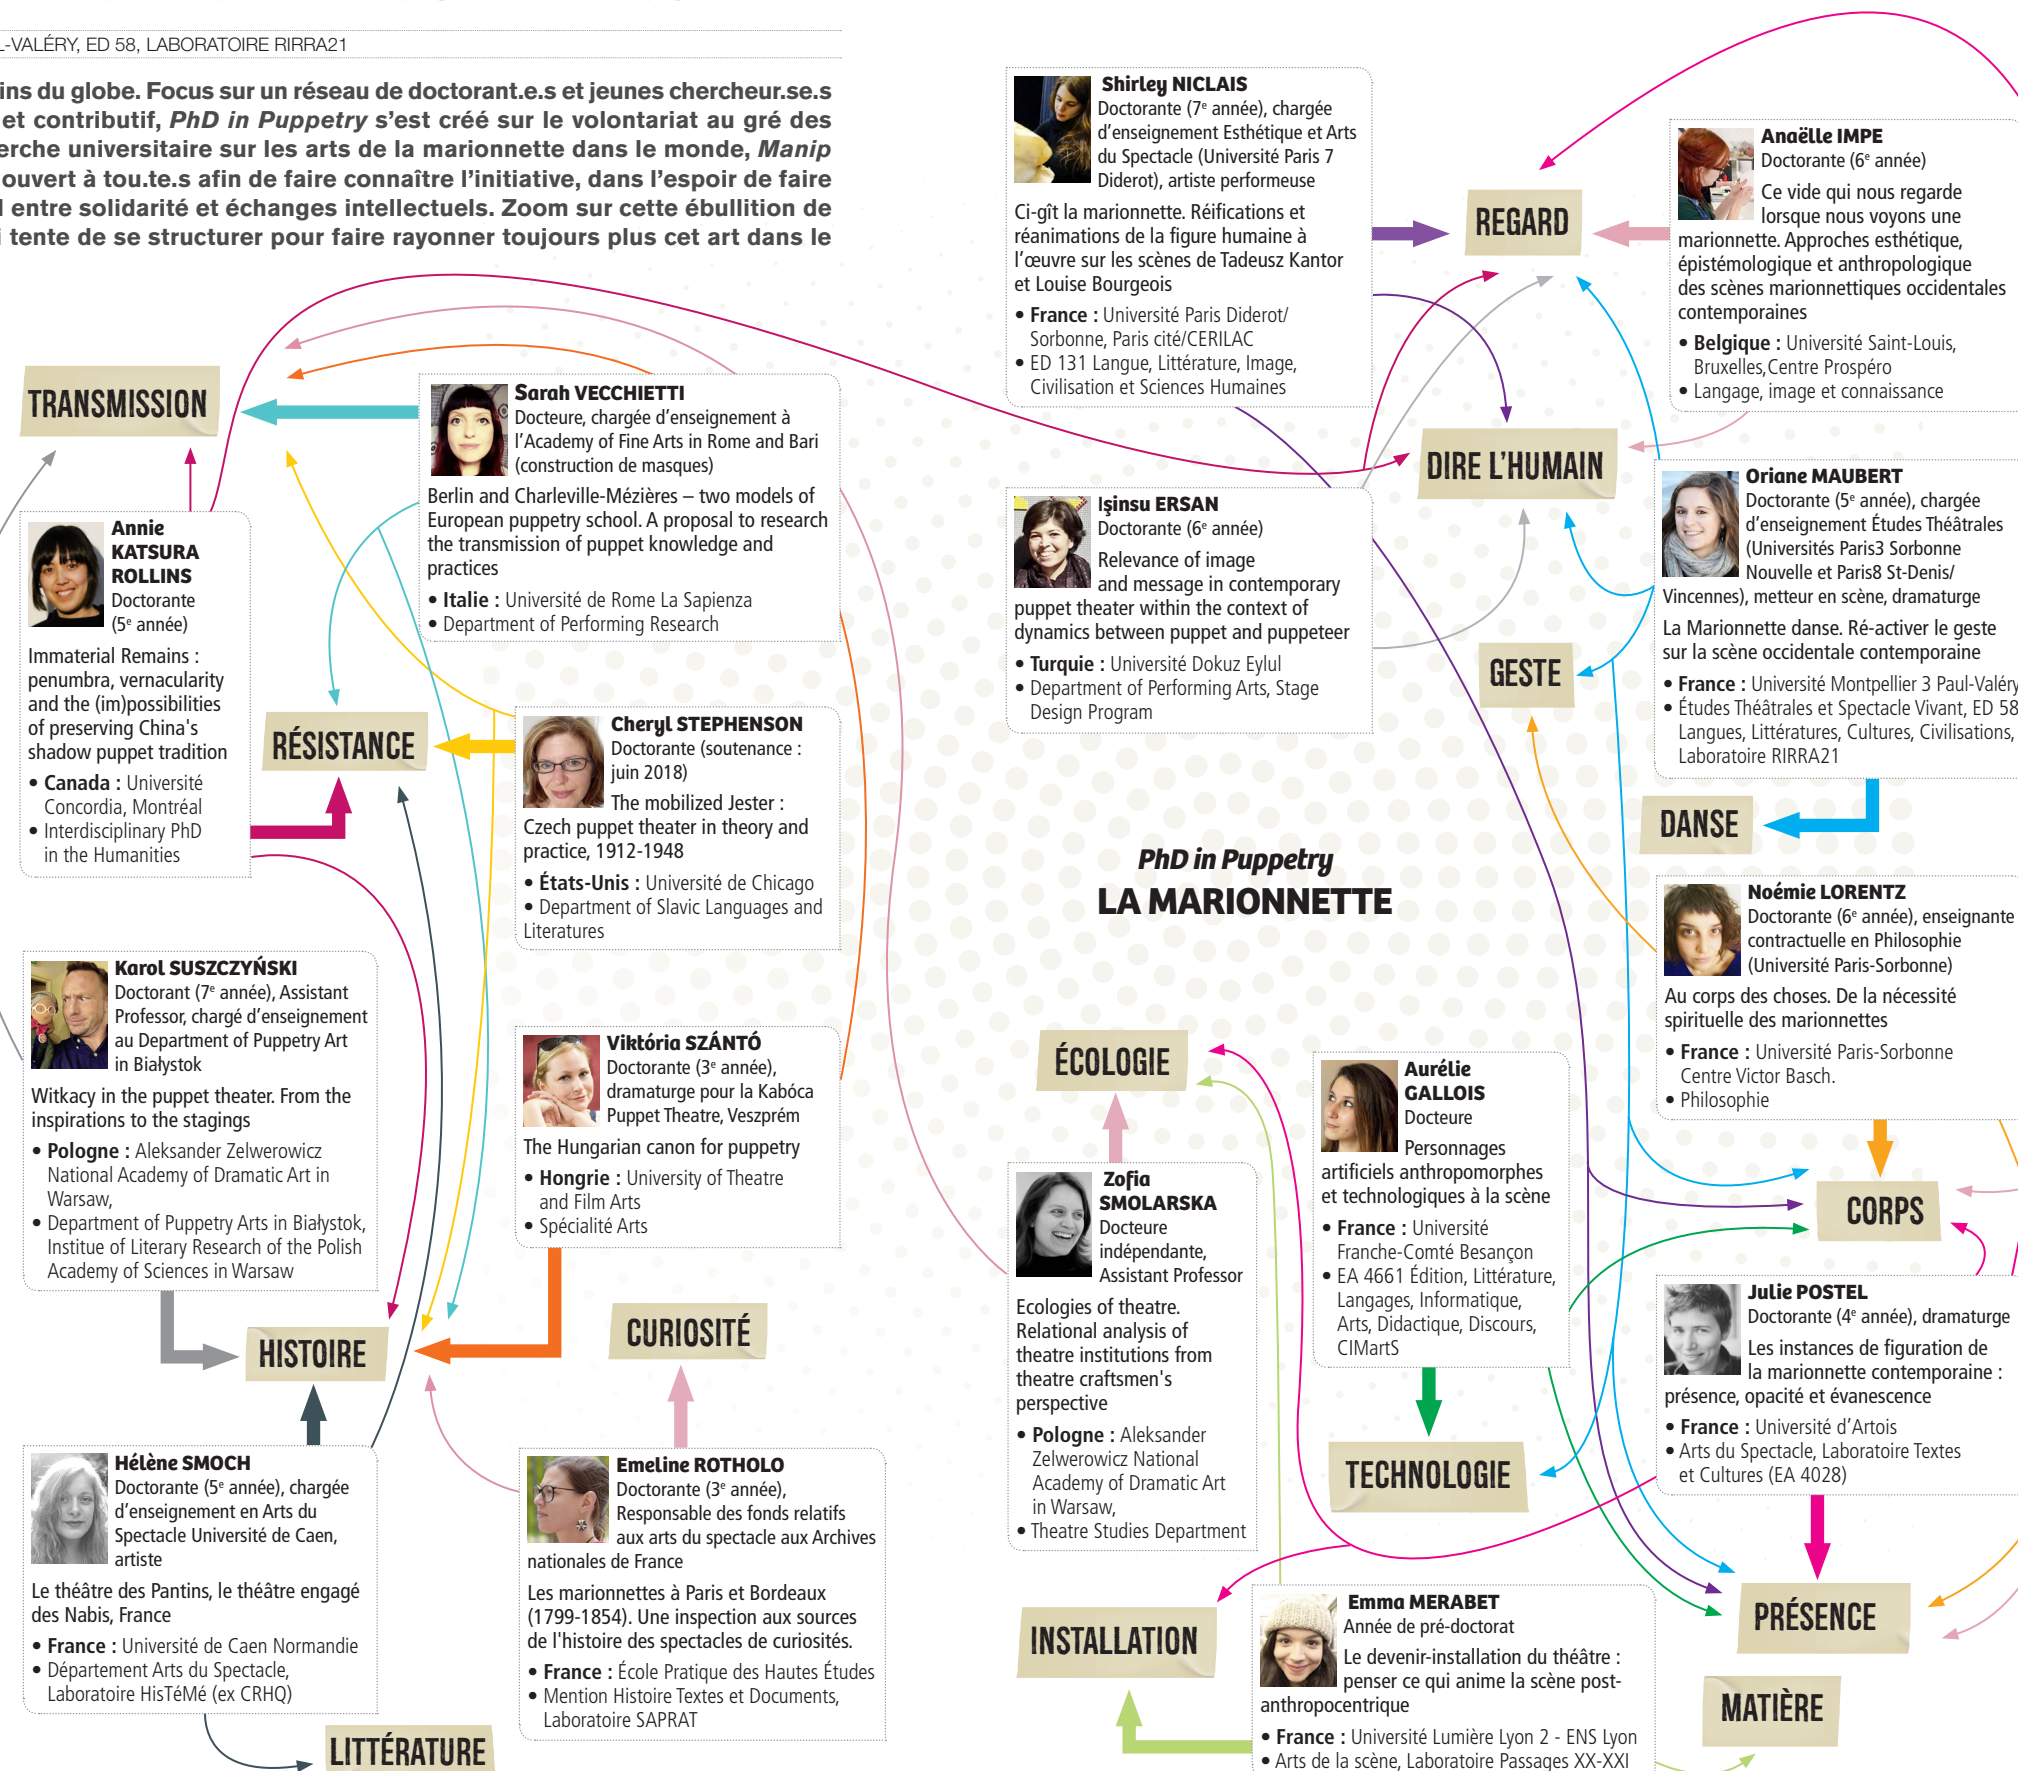 L-VALÉRY, ED 58, LABORATOIRE RIRRA21
ins du globe. Focus sur un réseau de doctorant.e.s et jeunes chercheur.se.s
et contributif, PhD in Puppetry s'est créé sur le volontariat au gré des
erche universitaire sur les arts de la marionnette dans le monde, Manip
ouvert à tou.te.s afin de faire connaître l'initiative, dans l'espoir de faire
l entre solidarité et échanges intellectuels. Zoom sur cette ébullition de
i tente de se structurer pour faire rayonner toujours plus cet art dans le
TRANSMISSION
Sarah VECCHIETTI
Docteure, chargée d'enseignement à
l'Academy of Fine Arts in Rome and Bari
(construction de masques)
Berlin and Charleville-Mézières – two models of
European puppetry school. A proposal to research
the transmission of puppet knowledge and
practices
• Italie : Université de Rome La Sapienza
• Department of Performing Research
Annie
KATSURA
ROLLINS
Doctorante
(5e année)
Immaterial Remains :
penumbra, vernacularity
and the (im)possibilities
of preserving China's
shadow puppet tradition
• Canada : Université
Concordia, Montréal
• Interdisciplinary PhD
in the Humanities
RÉSISTANCE
Cheryl STEPHENSON
Doctorante (soutenance :
juin 2018)
The mobilized Jester :
Czech puppet theater in theory and
practice, 1912-1948
• États-Unis : Université de Chicago
• Department of Slavic Languages and
Literatures
Karol SUSZCZYŃSKI
Doctorant (7e année), Assistant
Professor, chargé d'enseignement
au Department of Puppetry Art
in Białystok
Witkacy in the puppet theater. From the
inspirations to the stagings
• Pologne : Aleksander Zelwerowicz
National Academy of Dramatic Art in
Warsaw,
• Department of Puppetry Arts in Białystok,
Institue of Literary Research of the Polish
Academy of Sciences in Warsaw
Viktória SZÁNTÓ
Doctorante (3e année),
dramaturge pour la Kabóca
Puppet Theatre, Veszprém
The Hungarian canon for puppetry
• Hongrie : University of Theatre
and Film Arts
• Spécialité Arts
HISTOIRE
CURIOSITÉ
Hélène SMOCH
Doctorante (5e année), chargée
d'enseignement en Arts du
Spectacle Université de Caen,
artiste
Le théâtre des Pantins, le théâtre engagé
des Nabis, France
• France : Université de Caen Normandie
• Département Arts du Spectacle,
Laboratoire HisTéMé (ex CRHQ)
Emeline ROTHOLO
Doctorante (3e année),
Responsable des fonds relatifs
aux arts du spectacle aux Archives
nationales de France
Les marionnettes à Paris et Bordeaux
(1799-1854). Une inspection aux sources
de l'histoire des spectacles de curiosités.
• France : École Pratique des Hautes Études
• Mention Histoire Textes et Documents,
Laboratoire SAPRAT
LITTÉRATURE
Shirley NICLAIS
Doctorante (7e année), chargée
d'enseignement Esthétique et Arts
du Spectacle (Université Paris 7
Diderot), artiste performeuse
Ci-gît la marionnette. Réifications et
réanimations de la figure humaine à
l'œuvre sur les scènes de Tadeusz Kantor
et Louise Bourgeois
• France : Université Paris Diderot/
Sorbonne, Paris cité/CERILAC
• ED 131 Langue, Littérature, Image,
Civilisation et Sciences Humaines
REGARD
Anaëlle IMPE
Doctorante (6e année)
Ce vide qui nous regarde
lorsque nous voyons une
marionnette. Approches esthétique,
épistémologique et anthropologique
des scènes marionnettiques occidentales
contemporaines
• Belgique : Université Saint-Louis,
Bruxelles,Centre Prospéro
• Langage, image et connaissance
DIRE L'HUMAIN
Işinsu ERSAN
Doctorante (6e année)
Relevance of image
and message in contemporary
puppet theater within the context of
dynamics between puppet and puppeteer
• Turquie : Université Dokuz Eylul
• Department of Performing Arts, Stage
Design Program
Oriane MAUBERT
Doctorante (5e année), chargée
d'enseignement Études Théâtrales
(Universités Paris3 Sorbonne
Nouvelle et Paris8 St-Denis/
Vincennes), metteur en scène, dramaturge
La Marionnette danse. Ré-activer le geste
sur la scène occidentale contemporaine
• France : Université Montpellier 3 Paul-Valéry
• Études Théâtrales et Spectacle Vivant, ED 58
Langues, Littératures, Cultures, Civilisations,
Laboratoire RIRRA21
GESTE
DANSE
PhD in Puppetry
LA MARIONNETTE
Noémie LORENTZ
Doctorante (6e année), enseignante
contractuelle en Philosophie
(Université Paris-Sorbonne)
Au corps des choses. De la nécessité
spirituelle des marionnettes
• France : Université Paris-Sorbonne
Centre Victor Basch.
• Philosophie
ÉCOLOGIE
Aurélie
GALLOIS
Docteure
Personnages
artificiels anthropomorphes
et technologiques à la scène
• France : Université
Franche-Comté Besançon
• EA 4661 Édition, Littérature,
Langages, Informatique,
Arts, Didactique, Discours,
CIMartS
Zofia
SMOLARSKA
Docteure
indépendante,
Assistant Professor
Ecologies of theatre.
Relational analysis of
theatre institutions from
theatre craftsmen's
perspective
• Pologne : Aleksander
Zelwerowicz National
Academy of Dramatic Art
in Warsaw,
• Theatre Studies Department
CORPS
Julie POSTEL
Doctorante (4e année), dramaturge
Les instances de figuration de
la marionnette contemporaine :
présence, opacité et évanescence
• France : Université d'Artois
• Arts du Spectacle, Laboratoire Textes
et Cultures (EA 4028)
TECHNOLOGIE
INSTALLATION
Emma MERABET
Année de pré-doctorat
Le devenir-installation du théâtre :
penser ce qui anime la scène post-
anthropocentrique
• France : Université Lumière Lyon 2 - ENS Lyon
• Arts de la scène, Laboratoire Passages XX-XXI
PRÉSENCE
MATIÈRE